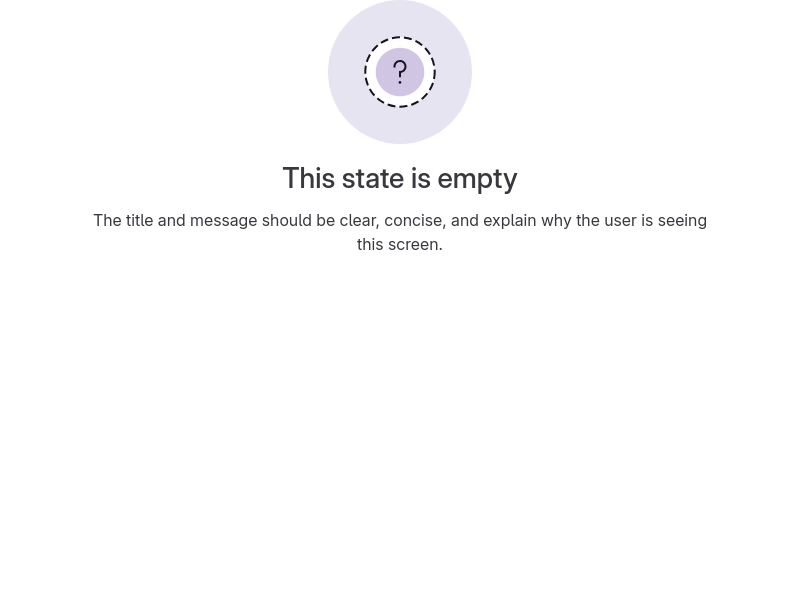 ?
This state is empty
The title and message should be clear, concise, and explain why the user is seeing
this screen.